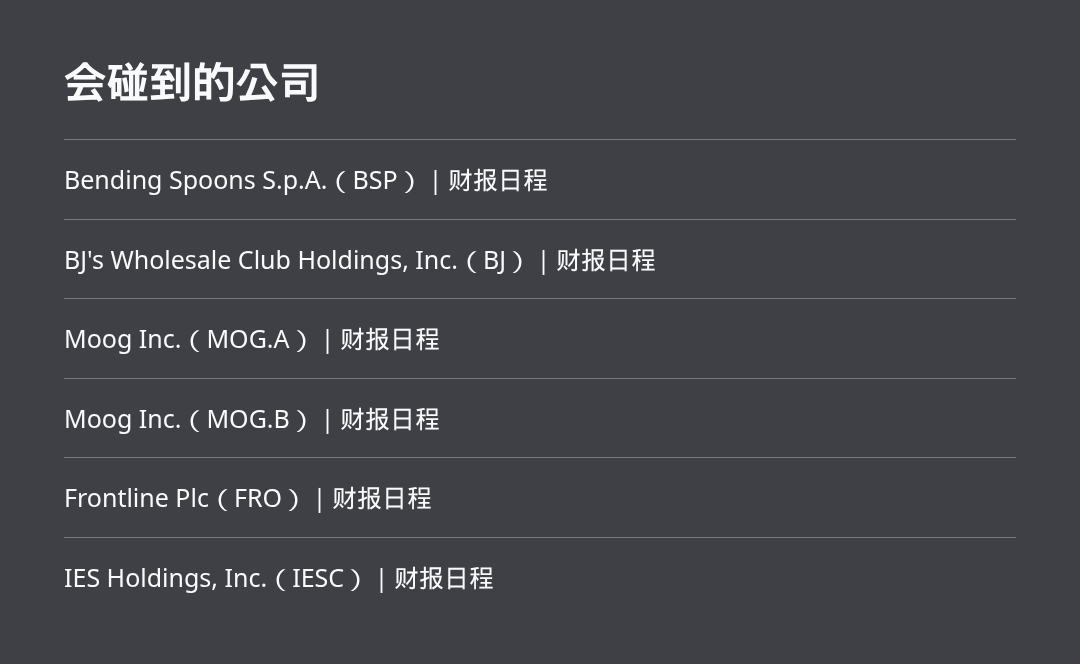 会碰到的公司
Bending Spoons S.p.A.（BSP）｜财报日程
BJ's Wholesale Club Holdings, Inc.（BJ）｜财报日程
Moog Inc.（MOG.A）｜财报日程
Moog Inc.（MOG.B）｜财报日程
Frontline Plc（FRO）｜财报日程
IES Holdings, Inc.（IESC）｜财报日程